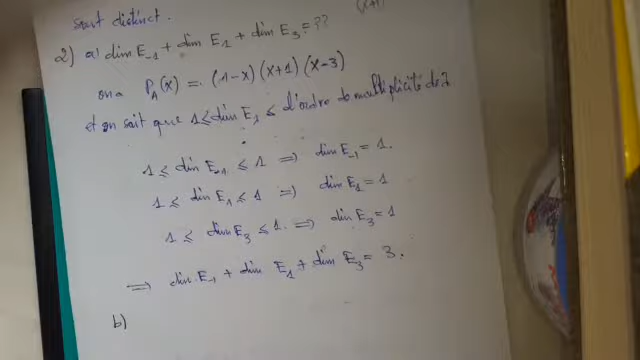 (x+1)
sont distinct.
2) a) dim E₋₁ + dim E₁ + dim E₃ = ??
on a P_A(x) = (1-x)(x+1)(x-3)
et on sait que 1 ≤ dim E_λ ≤ l'ordre de multiplicité de λ
1 ≤ dim E₋₁ ≤ 1 ⟹ dim E₋₁ = 1.
1 ≤ dim E₁ ≤ 1 ⟹ dim E₁ = 1
1 ≤ dim E₃ ≤ 1 ⟹ dim E₃ = 1
⟹ dim E₋₁ + dim E₁ + dim E₃ = 3.
b)